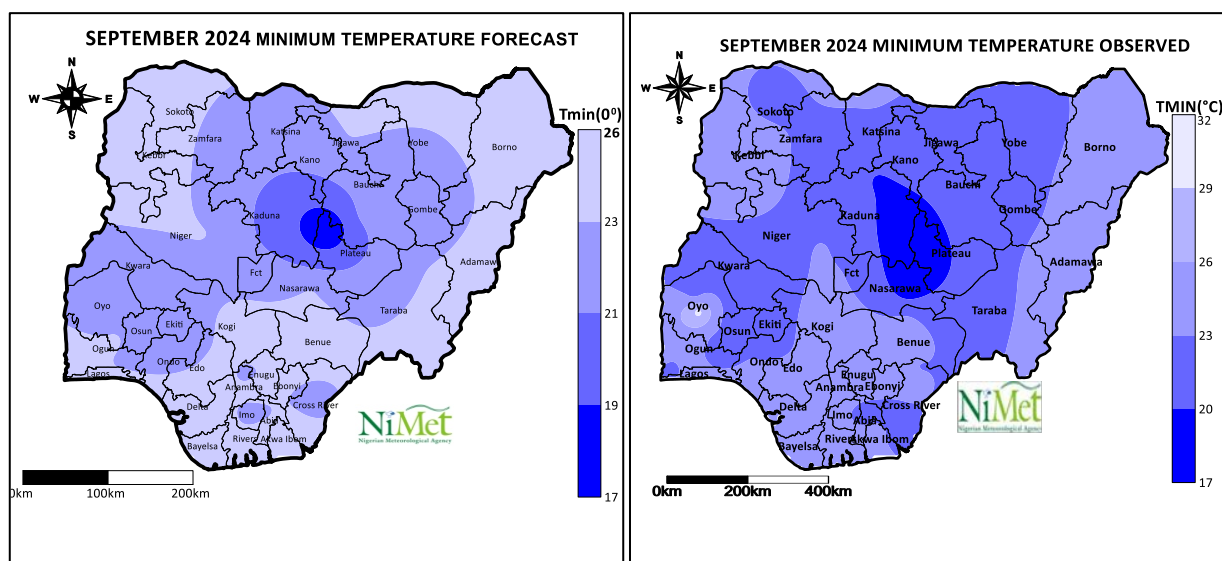 SEPTEMBER 2024 MINIMUM TEMPERATURE FORECAST
N
W E
S
Tmin(0⁰)
26
23
21
19
17
Sokoto
Katsina
Zamfara
Jigawa
Yobe
Borno
Kebbi
Kano
Bauchi
Gombe
Kaduna
Niger
Plateau
Adamawa
Kwara
Fct
Nasarawa
Oyo
Taraba
Osun
Ekiti
Kogi
Benue
Ogun
Ondo
Edo
Lagos
Enugu
Anambra
Ebonyi
Delta
Imo
Abia
Cross River
Bayelsa
Rivers
Akwa Ibom
NiMet
Nigerian Meteorological Agency
0km 100km 200km
SEPTEMBER 2024 MINIMUM TEMPERATURE OBSERVED
N
W E
S
TMIN(°C)
32
29
26
23
20
17
Sokoto
Katsina
Zamfara
Jigawa
Yobe
Borno
Kebbi
Kano
Bauchi
Gombe
Kaduna
Niger
Plateau
Adamawa
Kwara
Fct
Nasarawa
Oyo
Taraba
Osun
Ekiti
Kogi
Benue
Ogun
Ondo
Edo
Lagos
Enugu
Anambra
Ebonyi
Delta
Imo
Abia
Cross River
Bayelsa
Rivers
Akwa Ibom
NiMet
Nigerian Meteorological Agency
0km 200km 400km